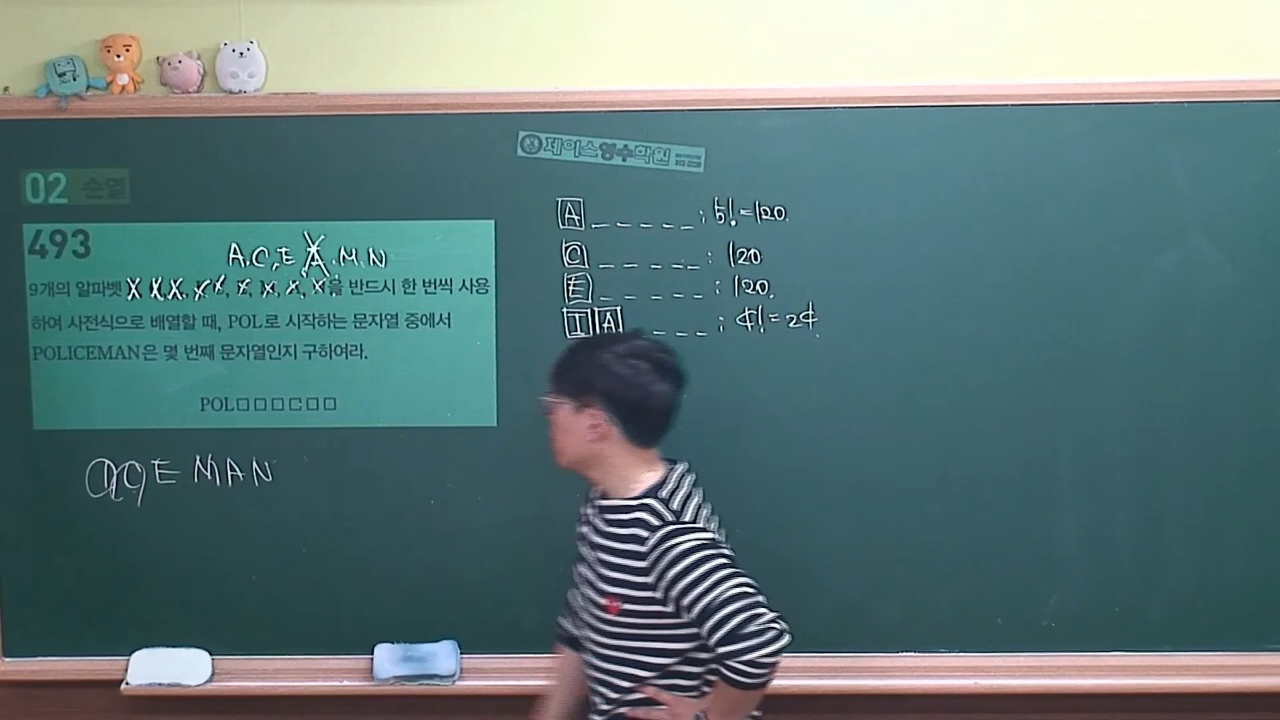 제이스영수학원
02 순열
493
A.C.E.I.M.N
9개의 알파벳 을 반드시 한 번씩 사용
하여 사전식으로 배열할 때, POL로 시작하는 문자열 중에서
POLICEMAN은 몇 번째 문자열인지 구하여라.
POL□□□□□□
EMAN
A _ _ _ _ _ : 5! = 120.
C _ _ _ _ _ : 120
E _ _ _ _ _ : 120.
I A _ _ _ : 4! = 24.